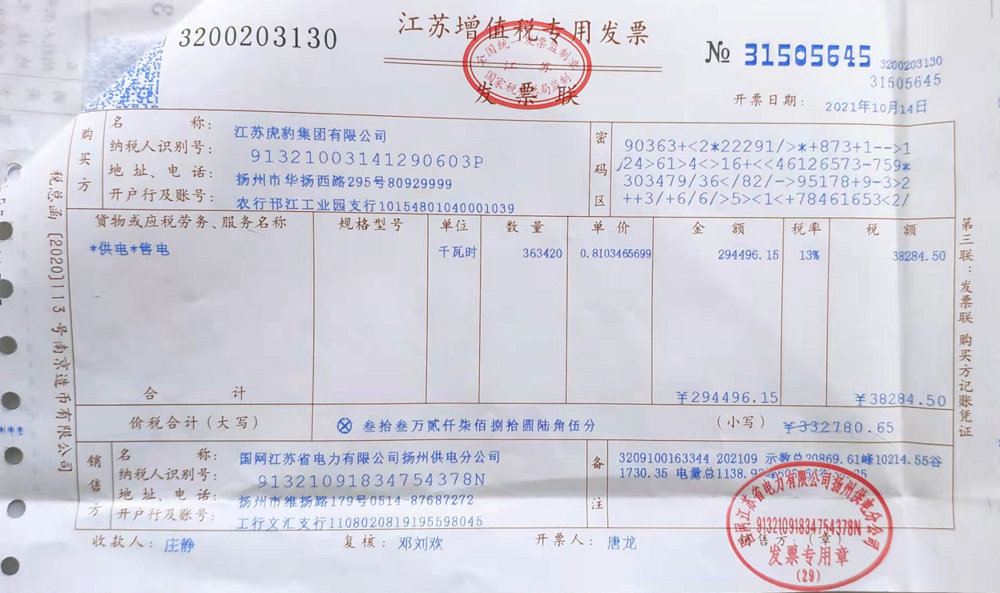 3200203130
江苏增值税专用发票
发票联
全国统一发票监制章
江苏
国家税务总局监制
№ 31505645
3200203130
31505645
开票日期: 2021年10月14日
购买方
名称: 江苏虎豹集团有限公司
纳税人识别号: 91321003141290603P
地址、电话: 扬州市华扬西路295号80929999
开户行及账号: 农行邗江工业园支行10154801040001039
密码区
90363+<2*22291/>*+873+1-->1
/24>61>4<>16+<<46126573-759*
303479/36</82/->95178+9-3>2
++3/+6/6/>5><1<+78461653<2/
货物或应税劳务、服务名称 规格型号 单位 数量 单价 金额 税率 税额
*供电*售电 千瓦时 363420 0.8103465699 294496.15 13% 38284.50
合计 ¥294496.15 ¥38284.50
价税合计(大写) ⊗ 叁拾叁万贰仟柒佰捌拾圆陆角伍分 (小写) ¥332780.65
销售方
名称: 国网江苏省电力有限公司扬州供电分公司
纳税人识别号: 91321091834754378N
地址、电话: 扬州市维扬路179号0514-87687272
开户行及账号: 工行文汇支行1108020819195598045
备注
3209100163344 202109 示数总20869.61峰10214.55谷
1730.35 电量总1138.9
收款人: 庄静 复核: 邓刘欢 开票人: 唐龙 销售方:(章)
国网江苏省电力有限公司扬州供电分公司
91321091834754378N
发票专用章
(29)
税总函[2020]113号南京造币有限公司
第三联:发票联 购买方记账凭证